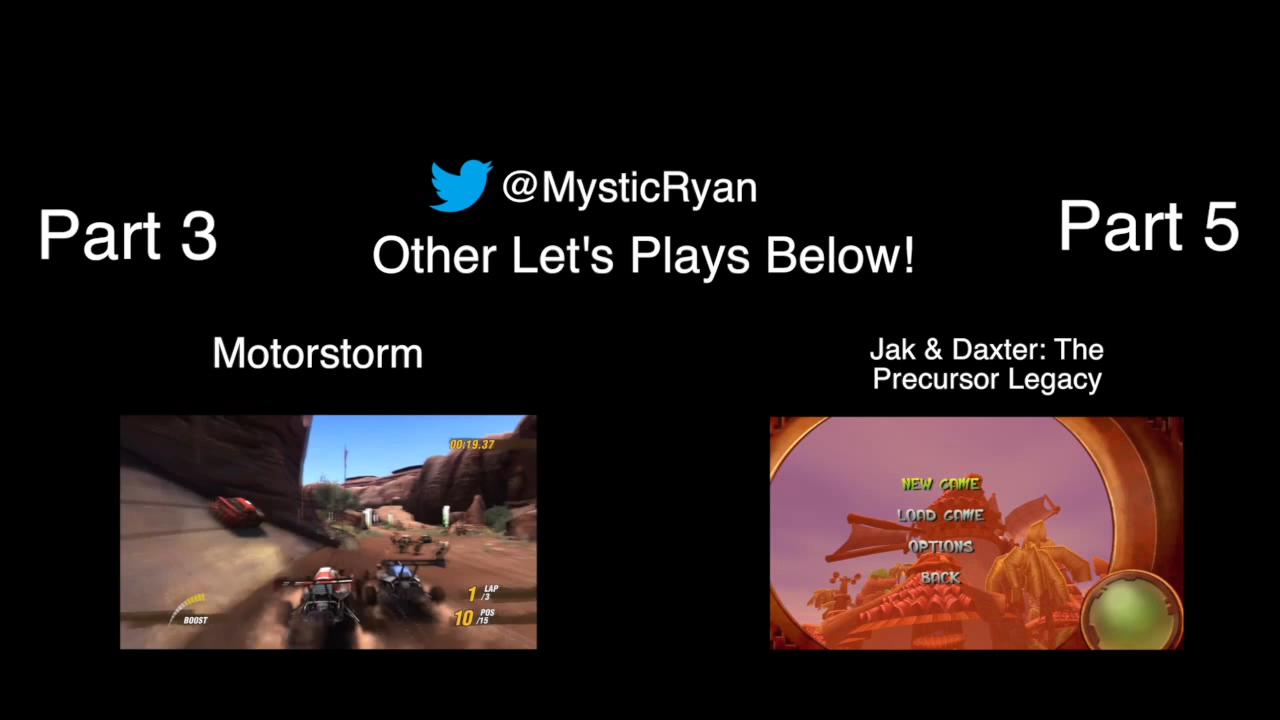 @MysticRyan
Part 3
Part 5
Other Let's Plays Below!
Motorstorm
Jak & Daxter: The
Precursor Legacy
00:19.37
1 LAP /3
10 POS /15
BOOST
NEW GAME
LOAD GAME
OPTIONS
BACK